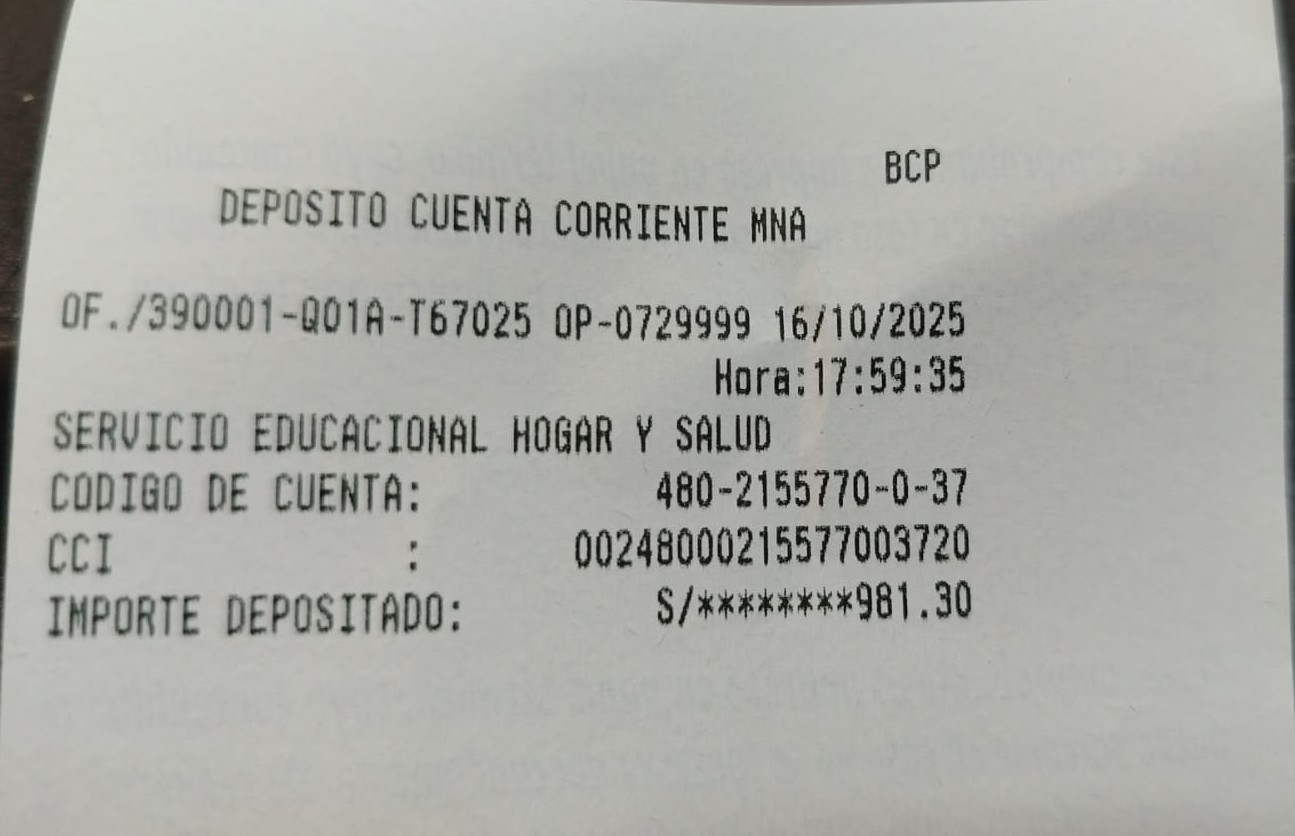 BCP
DEPOSITO CUENTA CORRIENTE MNA
OF./390001-Q01A-T67025 OP-0729999 16/10/2025
Hora:17:59:35
SERVICIO EDUCACIONAL HOGAR Y SALUD
CODIGO DE CUENTA: 480-2155770-0-37
CCI : 00248000215577003720
IMPORTE DEPOSITADO: S/********981.30